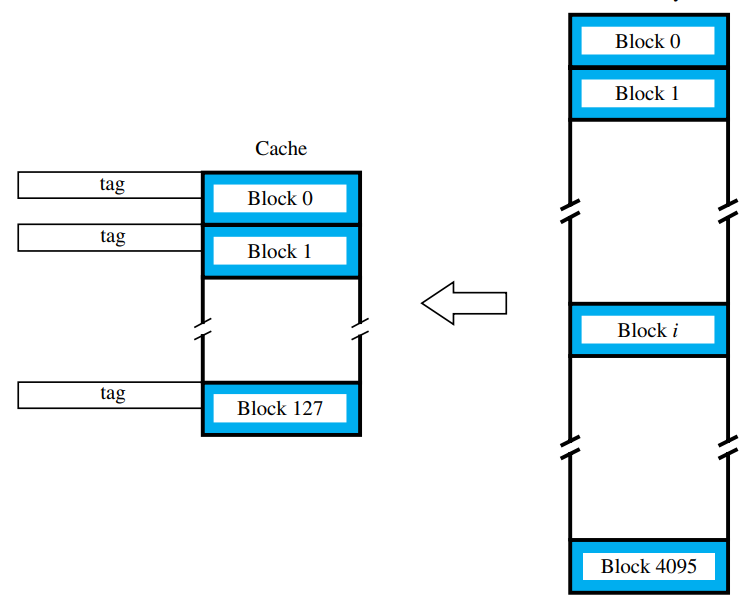 Block 0
Block 1
Cache
tag
Block 0
tag
Block 1
Block i
tag
Block 127
Block 4095